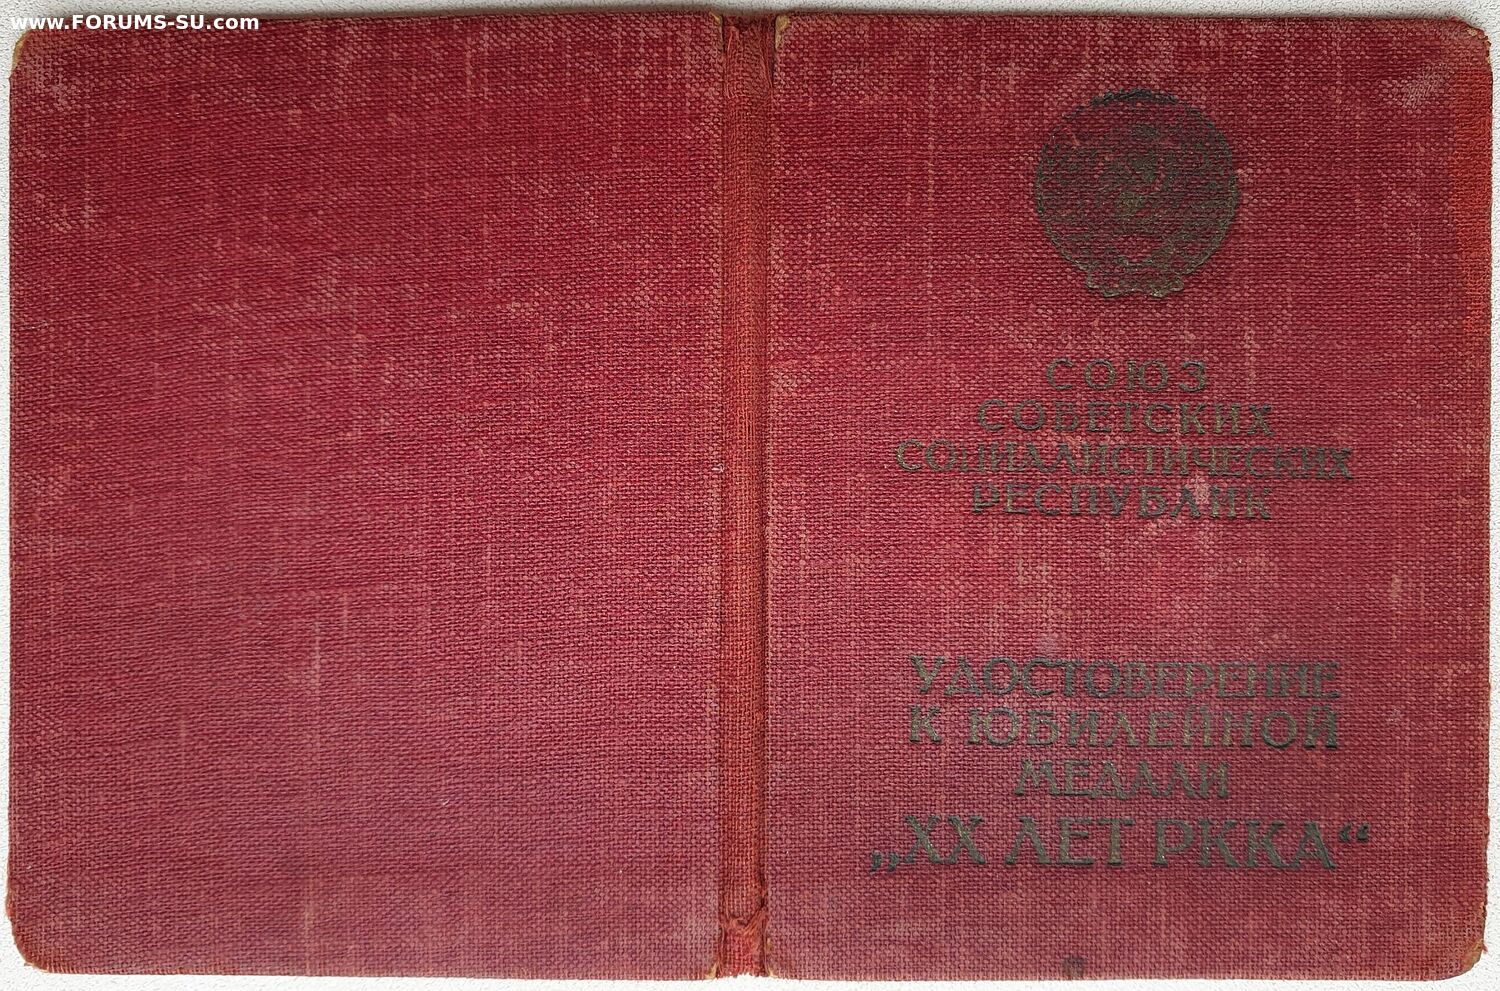 www.FORUMS-SU.com
СОЮЗ
СОВЕТСКИХ
СОЦИАЛИСТИЧЕСКИХ
РЕСПУБЛИК
УДОСТОВЕРЕНИЕ
К ЮБИЛЕЙНОЙ
МЕДАЛИ
„XX ЛЕТ РККА“